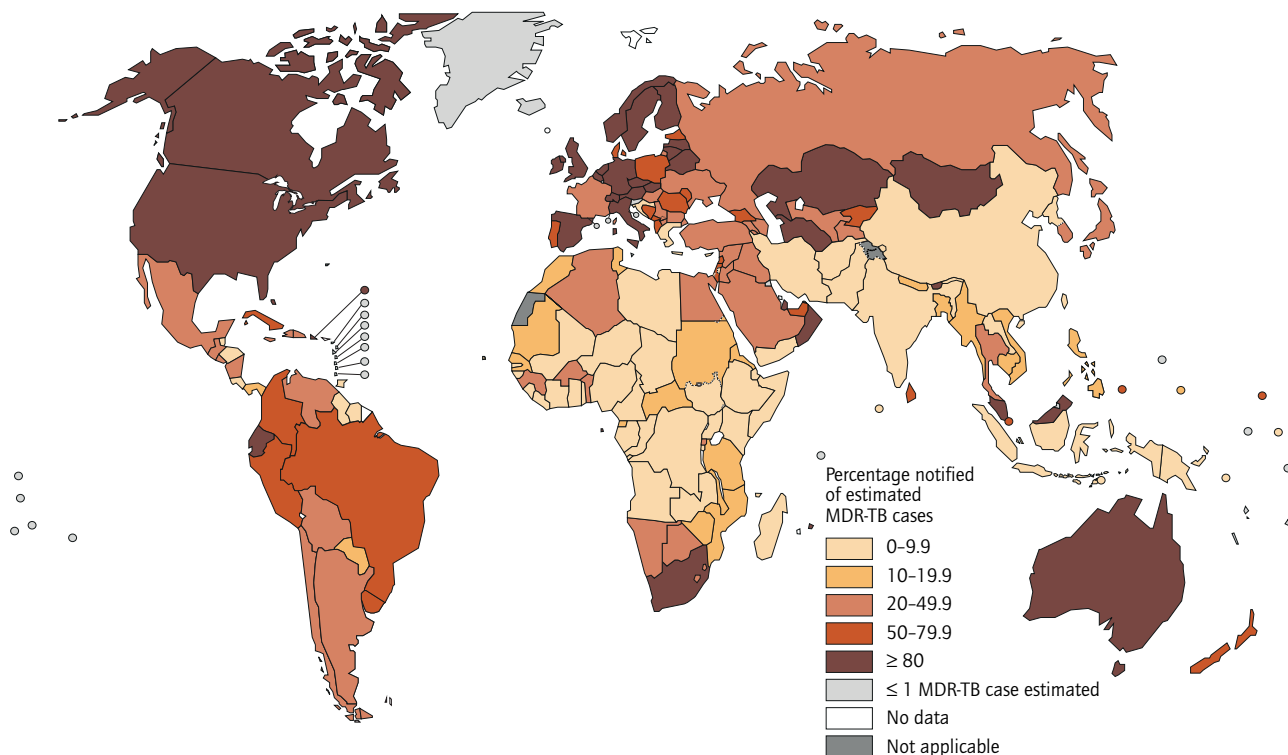 Percentage notified
of estimated
MDR-TB cases
0–9.9
10–19.9
20–49.9
50–79.9
≥ 80
≤ 1 MDR-TB case estimated
No data
Not applicable